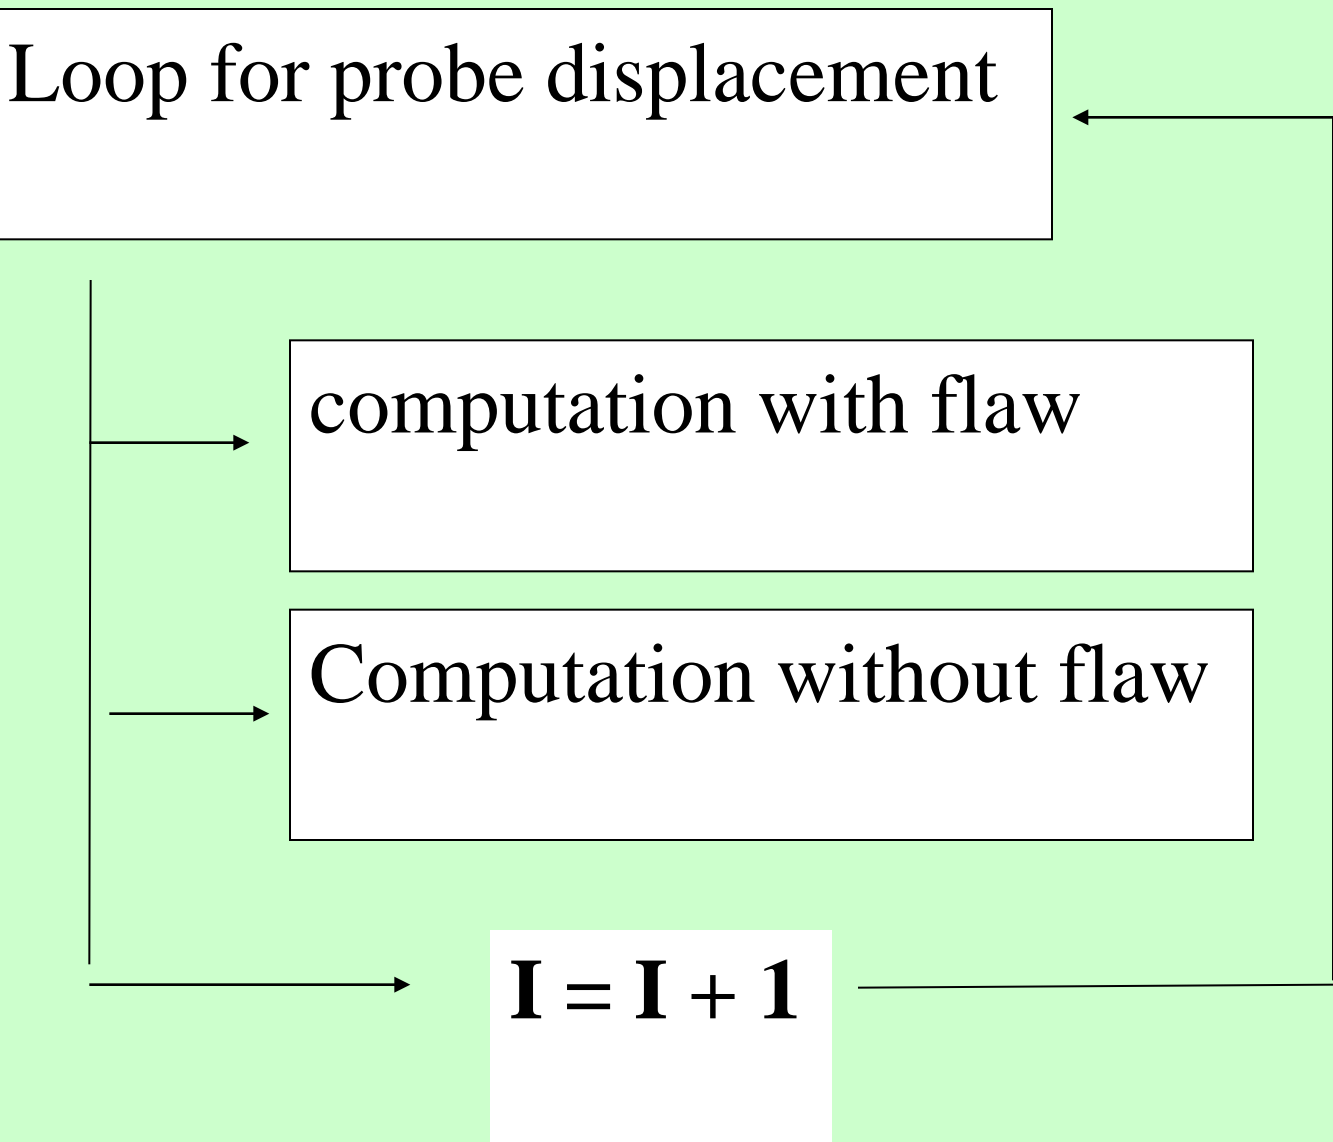 Loop for probe displacement
computation with flaw
Computation without flaw
I = I + 1